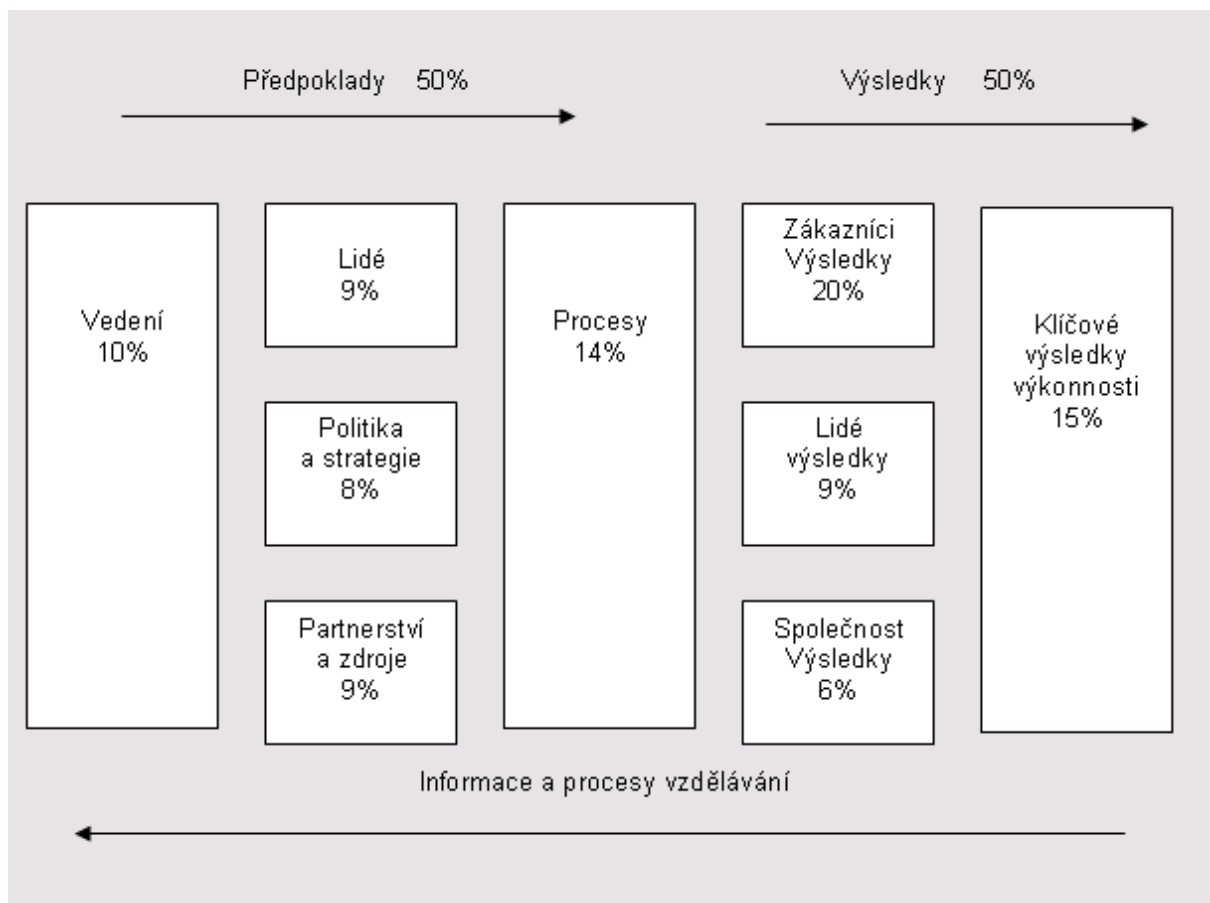 Předpoklady 50%
Výsledky 50%
Vedení
10%
Lidé
9%
Politika
a strategie
8%
Partnerství
a zdroje
9%
Procesy
14%
Zákazníci
Výsledky
20%
Lidé
výsledky
9%
Společnost
Výsledky
6%
Klíčové
výsledky
výkonnosti
15%
Informace a procesy vzdělávání